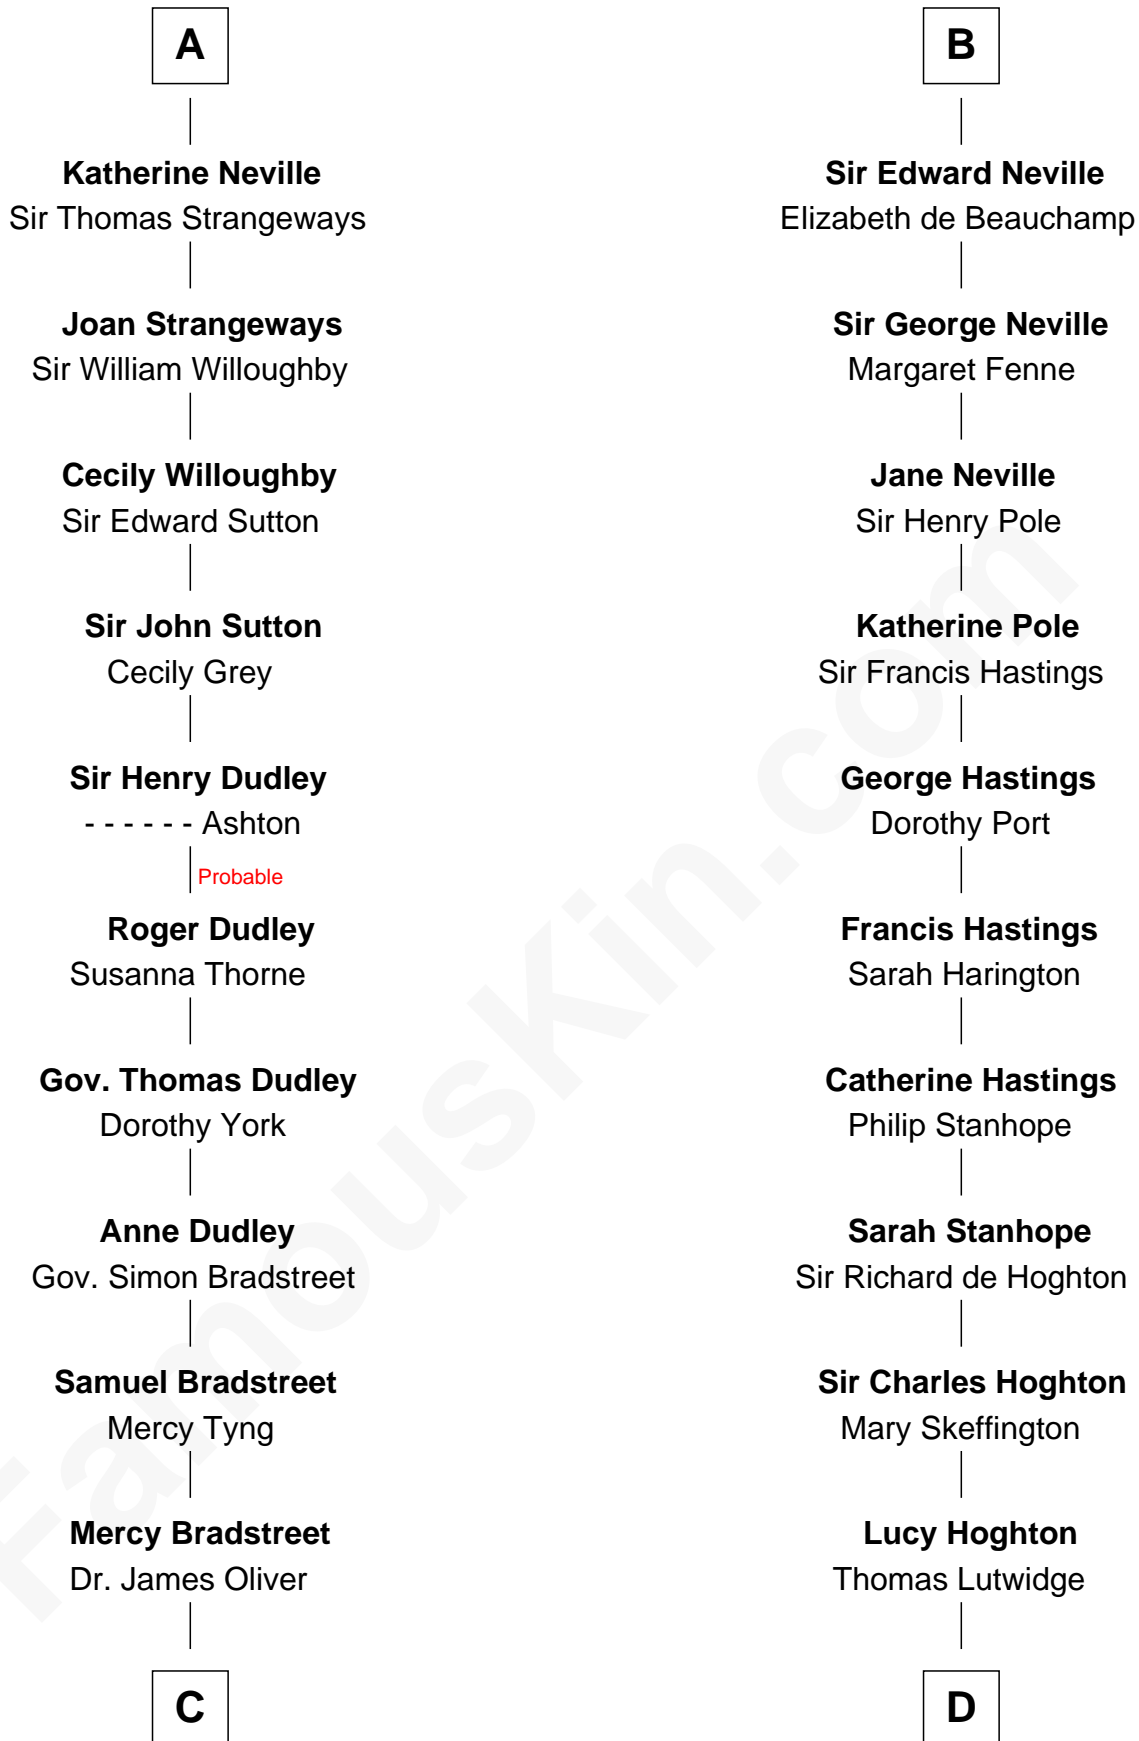 A
Katherine Neville
Sir Thomas Strangeways
Joan Strangeways
Sir William Willoughby
Cecily Willoughby
Sir Edward Sutton
Sir John Sutton
Cecily Grey
Sir Henry Dudley
- - - - - - Ashton
Probable
Roger Dudley
Susanna Thorne
Gov. Thomas Dudley
Dorothy York
Anne Dudley
Gov. Simon Bradstreet
Samuel Bradstreet
Mercy Tyng
Mercy Bradstreet
Dr. James Oliver
C
B
Sir Edward Neville
Elizabeth de Beauchamp
Sir George Neville
Margaret Fenne
Jane Neville
Sir Henry Pole
Katherine Pole
Sir Francis Hastings
George Hastings
Dorothy Port
Francis Hastings
Sarah Harington
Catherine Hastings
Philip Stanhope
Sarah Stanhope
Sir Richard de Hoghton
Sir Charles Hoghton
Mary Skeffington
Lucy Hoghton
Thomas Lutwidge
D
FamousKin.com